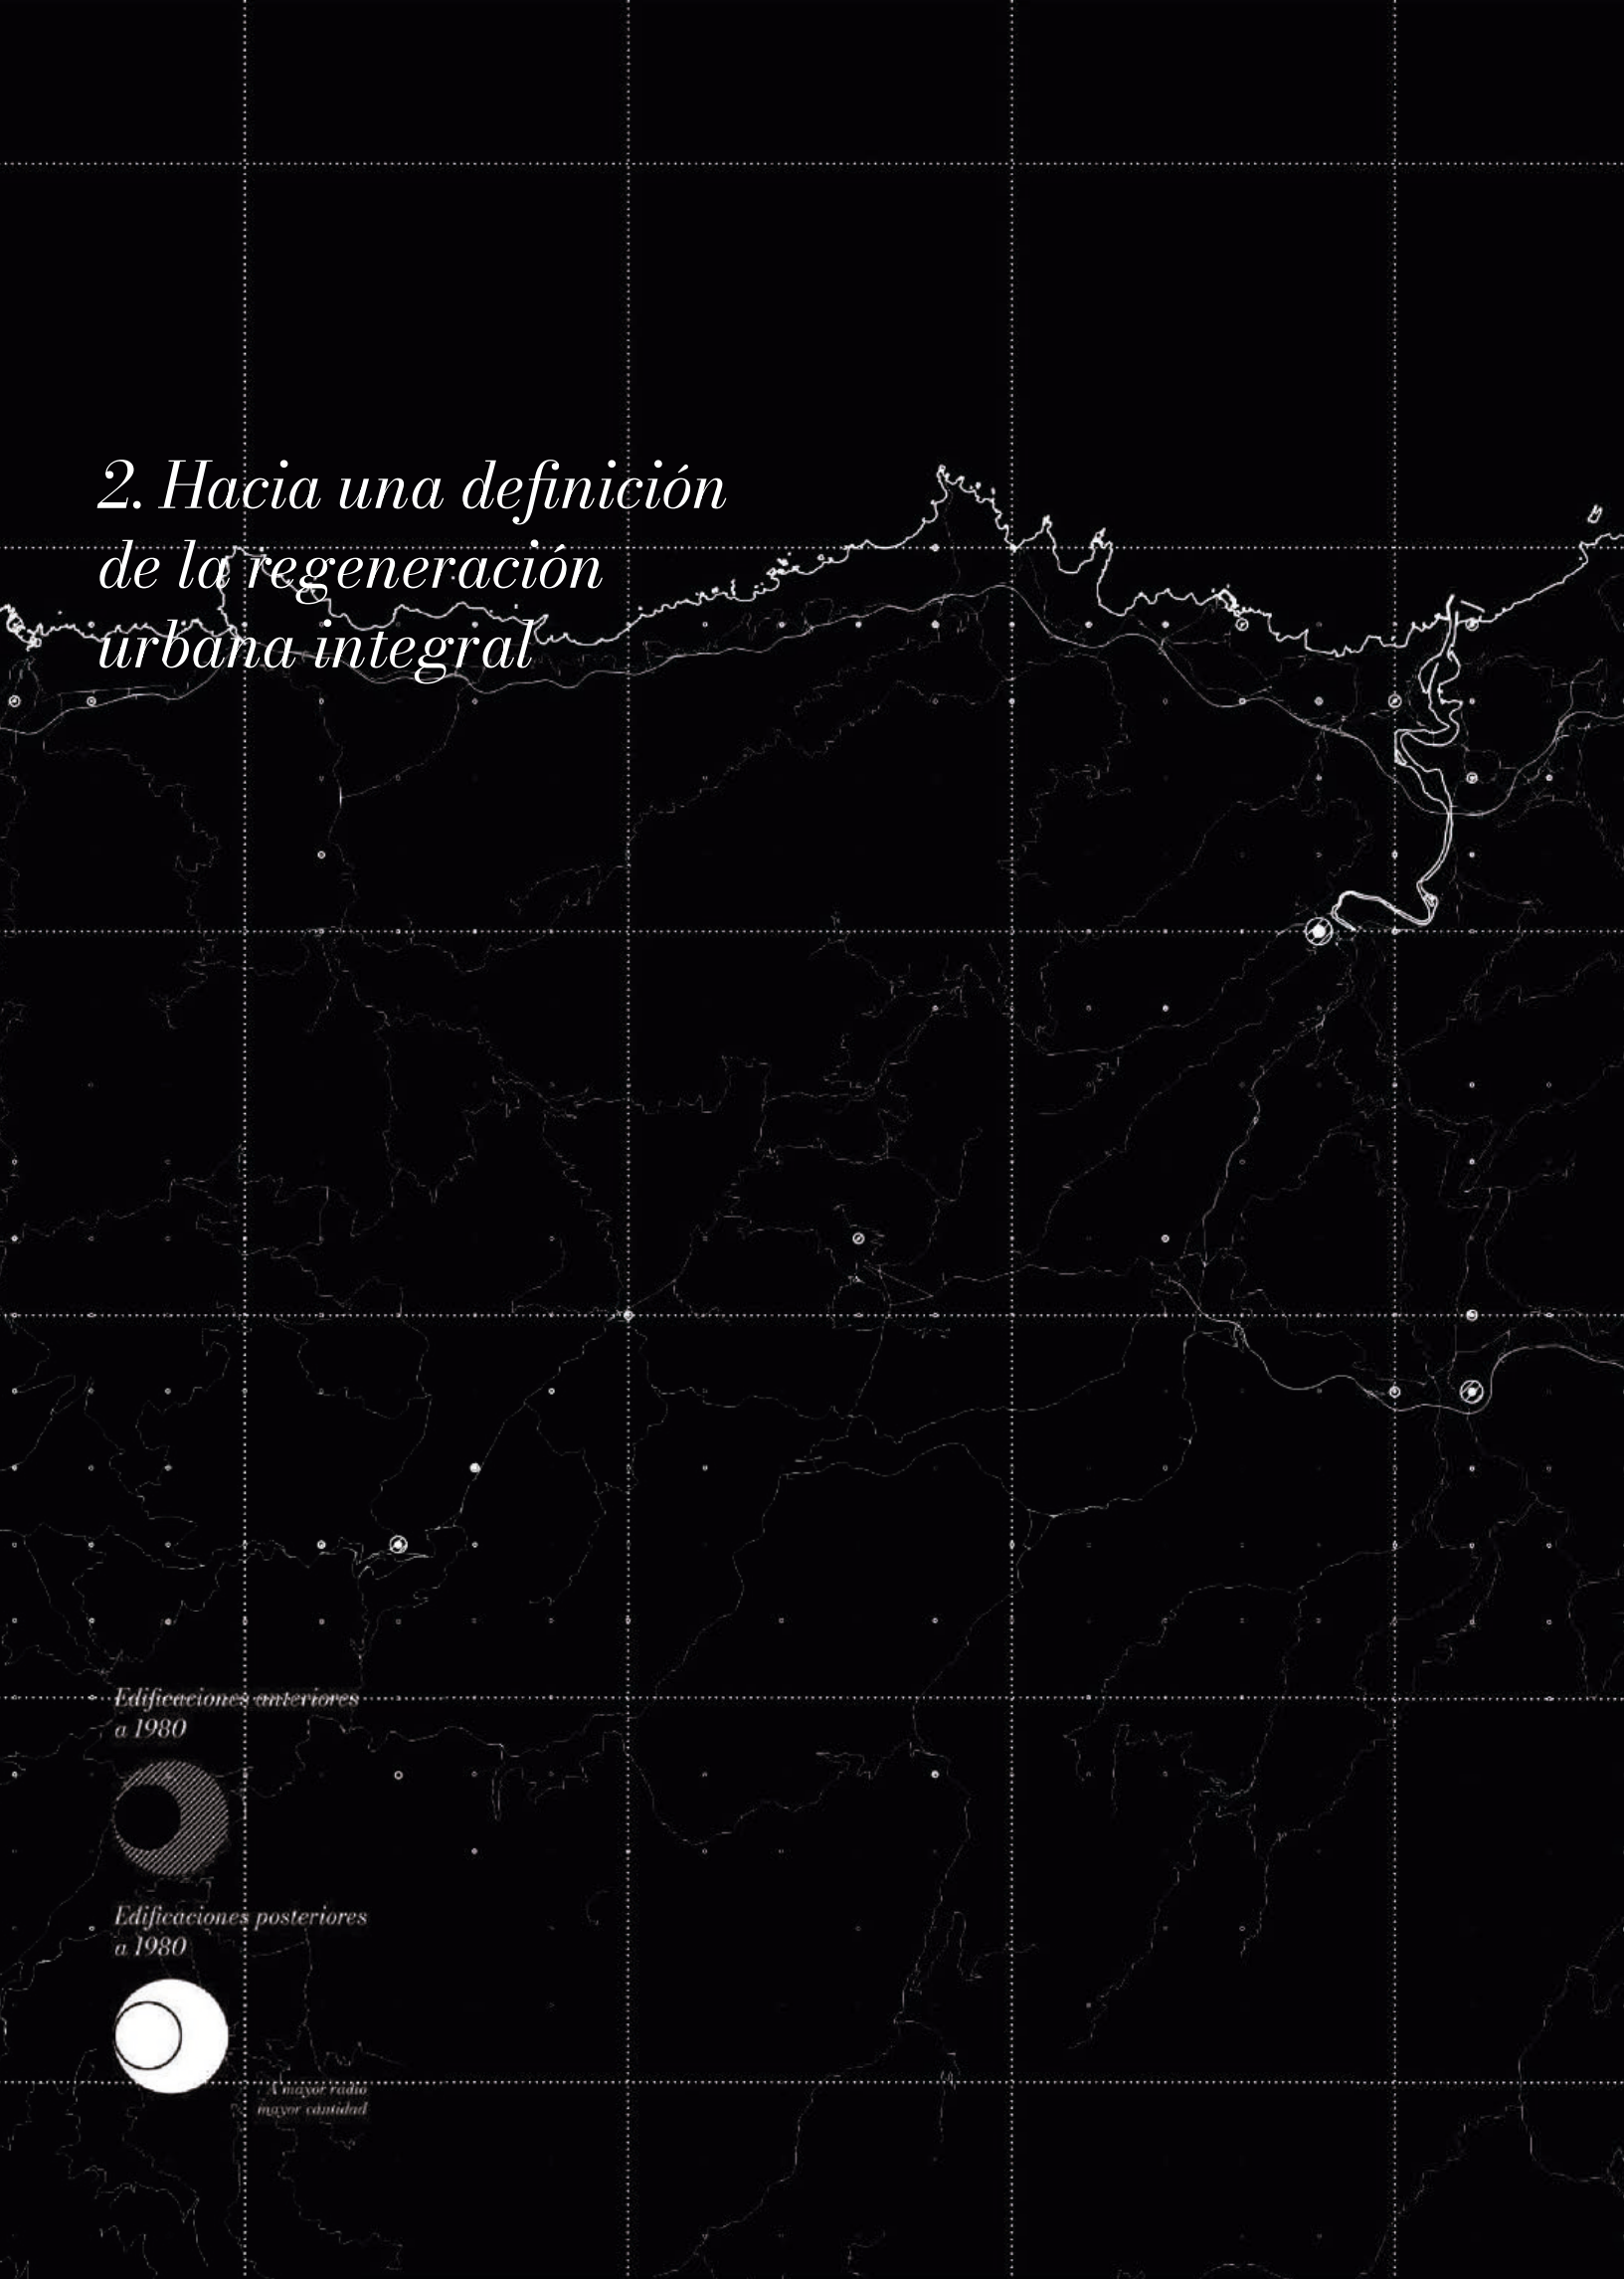 2. Hacia una definición
de la regeneración
urbana integral
Edificaciones anteriores
a 1980
Edificaciones posteriores
a 1980
A mayor radio
mayor cantidad